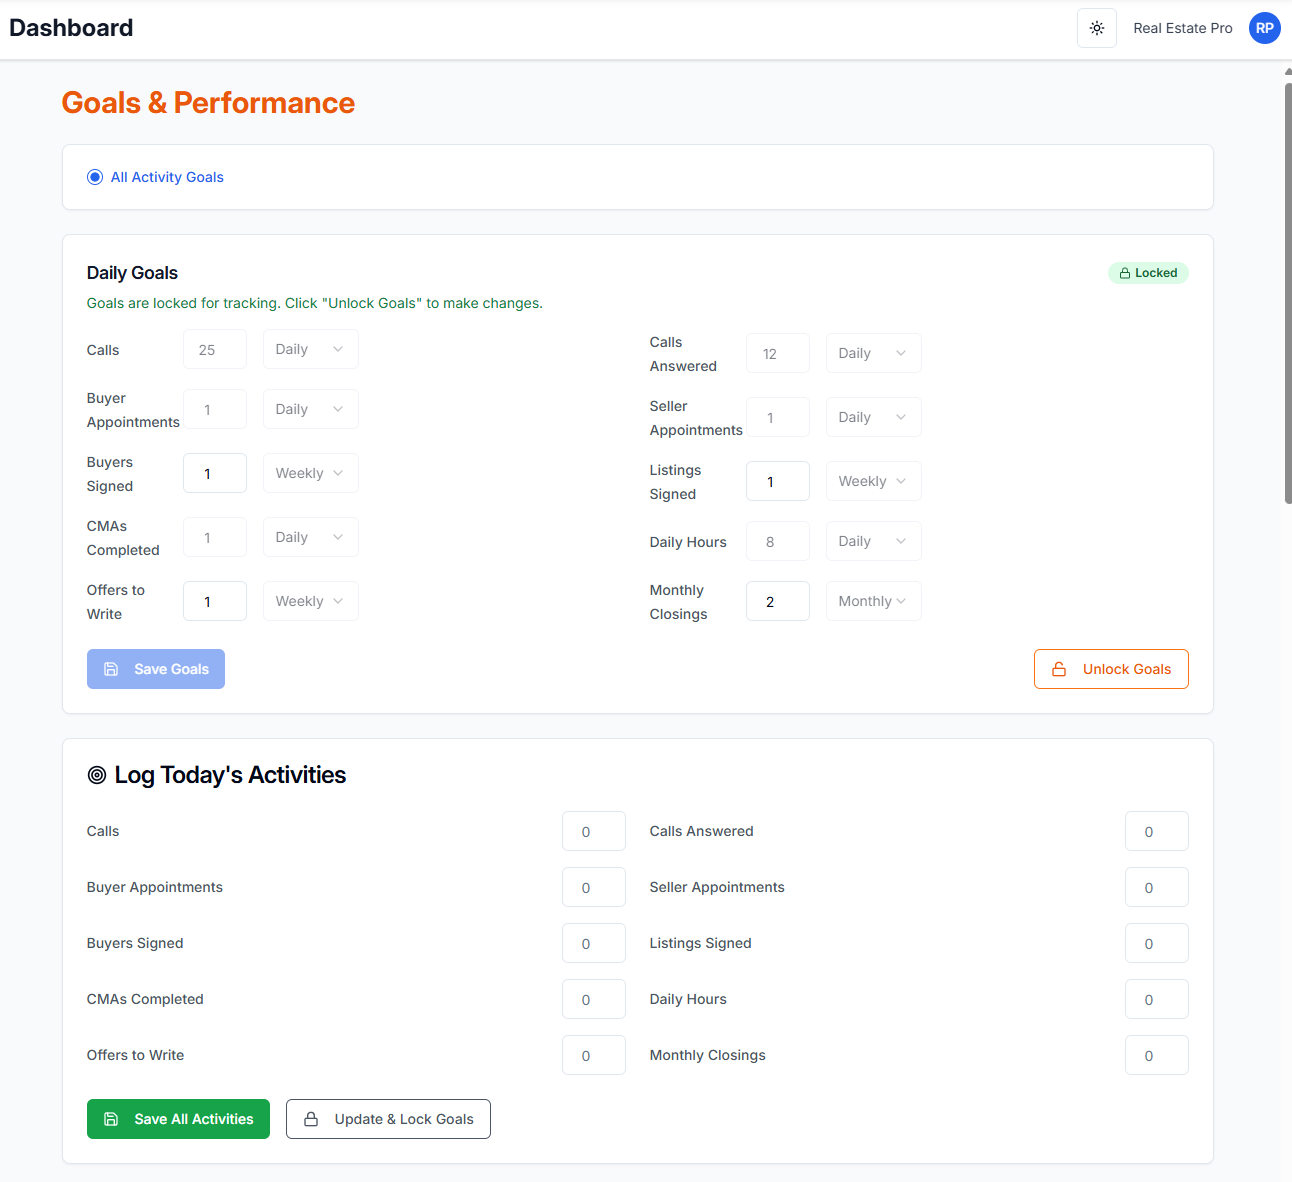 Dashboard
Real Estate Pro
RP
Goals & Performance
All Activity Goals
Daily Goals
Locked
Goals are locked for tracking. Click "Unlock Goals" to make changes.
Calls
25
Daily
Calls
Answered
12
Daily
Buyer
Appointments
1
Daily
Seller
Appointments
1
Daily
Buyers
Signed
1
Weekly
Listings
Signed
1
Weekly
CMAs
Completed
1
Daily
Daily Hours
8
Daily
Offers to
Write
1
Weekly
Monthly
Closings
2
Monthly
Save Goals
Unlock Goals
Log Today's Activities
Calls
0
Calls Answered
0
Buyer Appointments
0
Seller Appointments
0
Buyers Signed
0
Listings Signed
0
CMAs Completed
0
Daily Hours
0
Offers to Write
0
Monthly Closings
0
Save All Activities
Update & Lock Goals